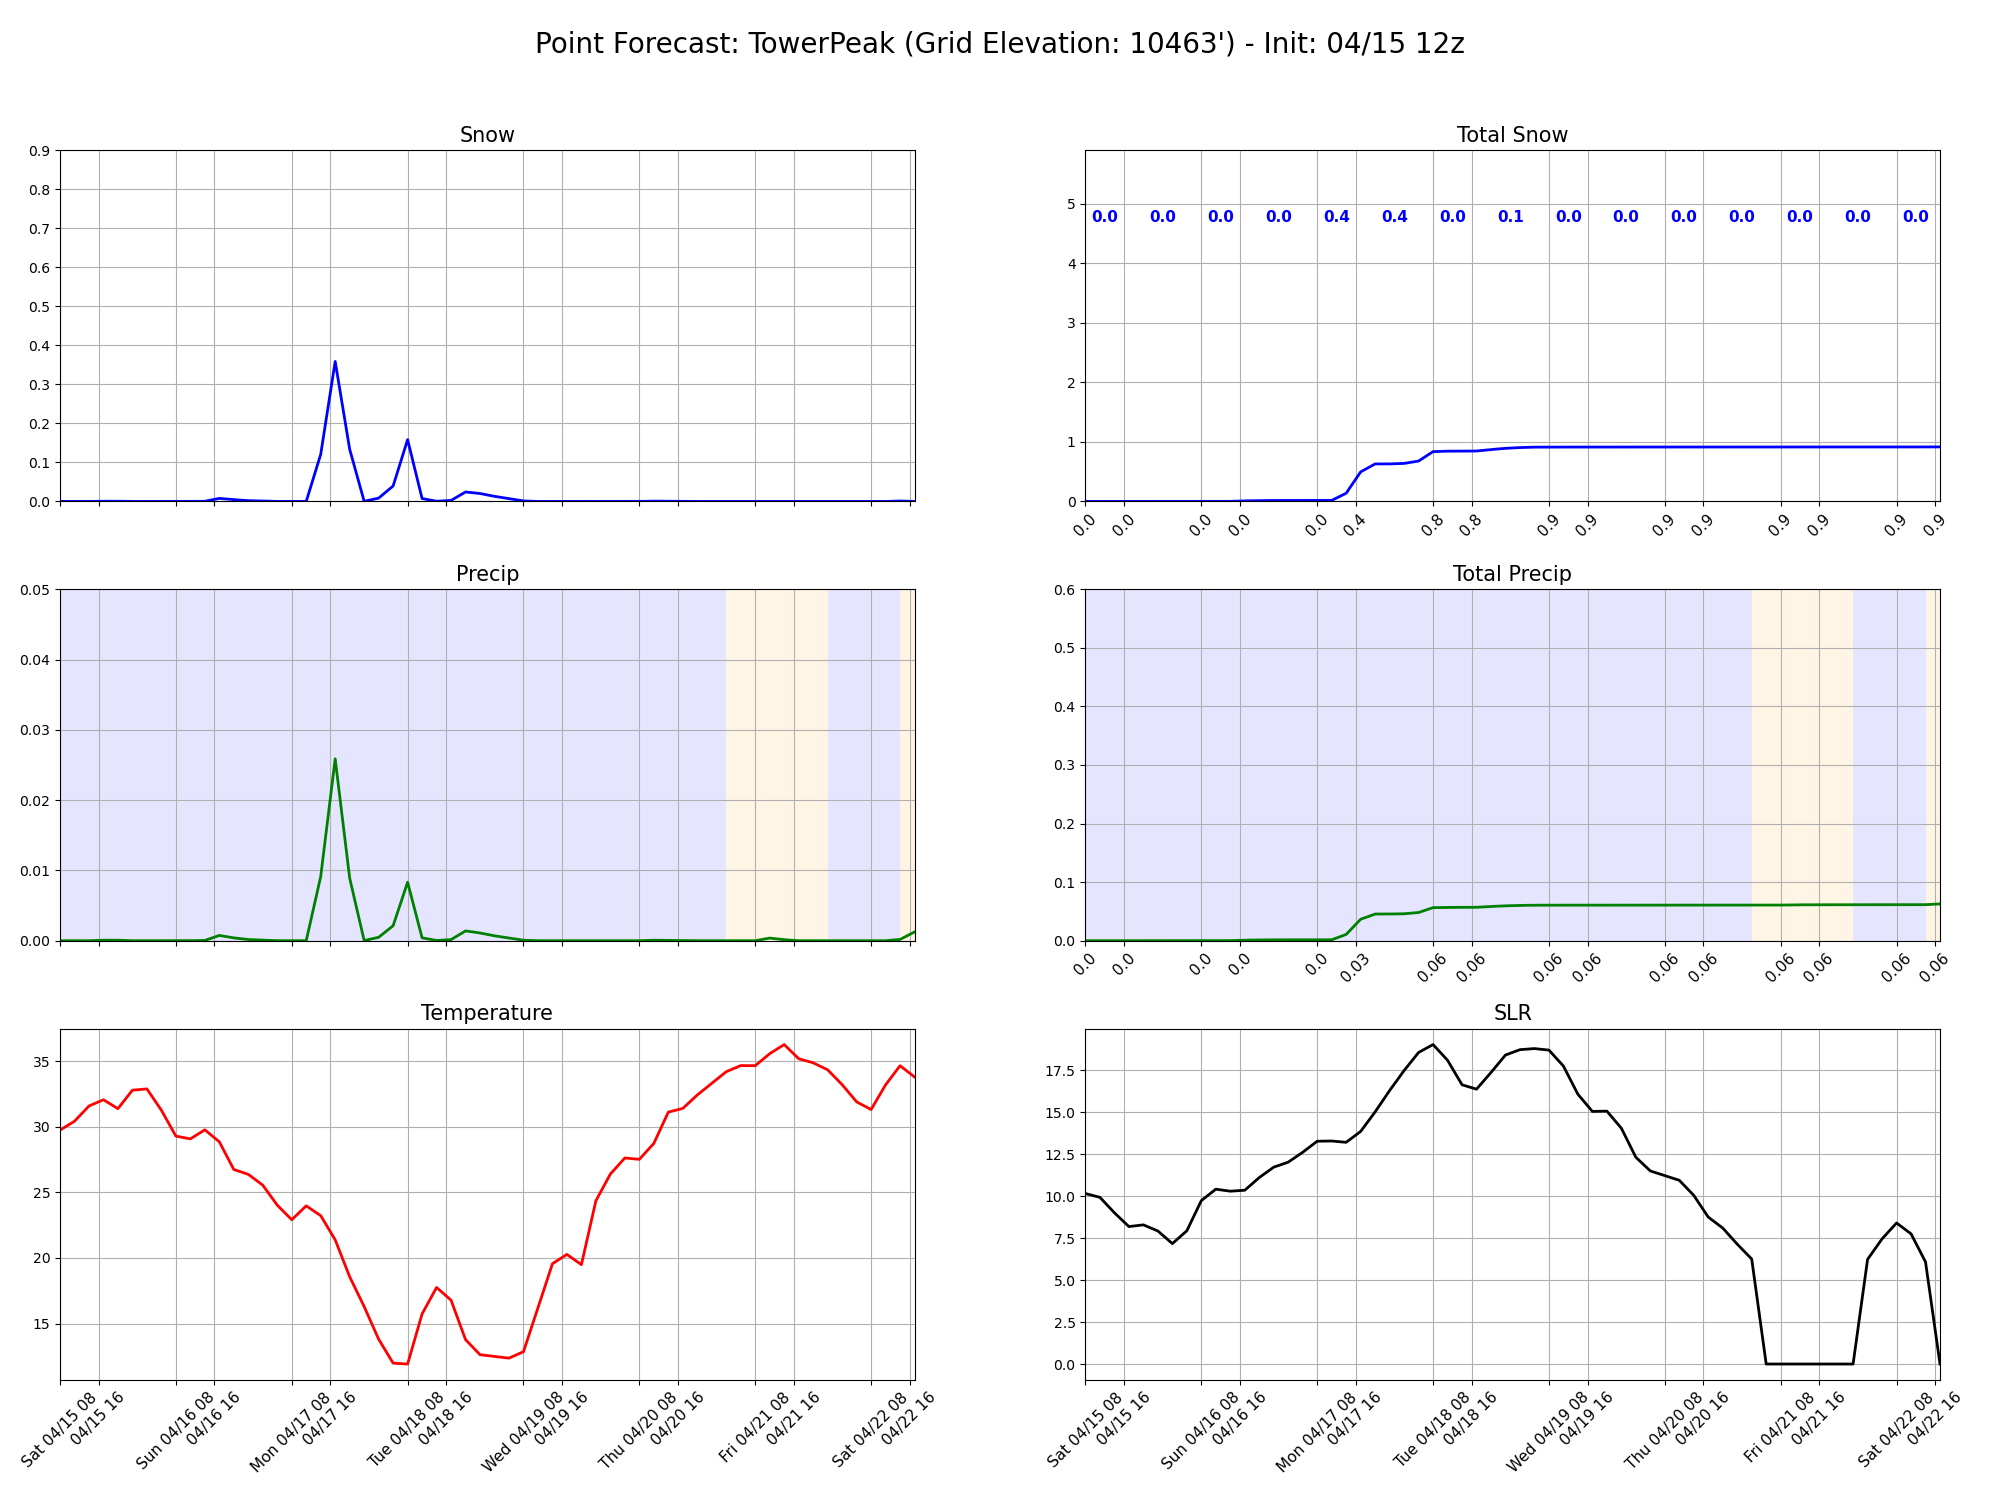 Point Forecast: TowerPeak (Grid Elevation: 10463') - Init: 04/15 12z
Snow
0.9
0.8
0.7
0.6
0.5
0.4
0.3
0.2
0.1
0.0
Total Snow
5
4
3
2
1
0
0.0 0.0 0.0 0.0 0.4 0.4 0.0 0.1 0.0 0.0 0.0 0.0 0.0 0.0 0.0
0.0 0.0 0.0 0.0 0.0 0.4 0.8 0.8 0.9 0.9 0.9 0.9 0.9 0.9 0.9 0.9
Precip
0.05
0.04
0.03
0.02
0.01
0.00
Total Precip
0.6
0.5
0.4
0.3
0.2
0.1
0.0
0.0 0.0 0.0 0.0 0.0 0.03 0.06 0.06 0.06 0.06 0.06 0.06 0.06 0.06 0.06 0.06
Temperature
35
30
25
20
15
Sat 04/15 08
04/15 16
Sun 04/16 08
04/16 16
Mon 04/17 08
04/17 16
Tue 04/18 08
04/18 16
Wed 04/19 08
04/19 16
Thu 04/20 08
04/20 16
Fri 04/21 08
04/21 16
Sat 04/22 08
04/22 16
SLR
17.5
15.0
12.5
10.0
7.5
5.0
2.5
0.0
Sat 04/15 08
04/15 16
Sun 04/16 08
04/16 16
Mon 04/17 08
04/17 16
Tue 04/18 08
04/18 16
Wed 04/19 08
04/19 16
Thu 04/20 08
04/20 16
Fri 04/21 08
04/21 16
Sat 04/22 08
04/22 16